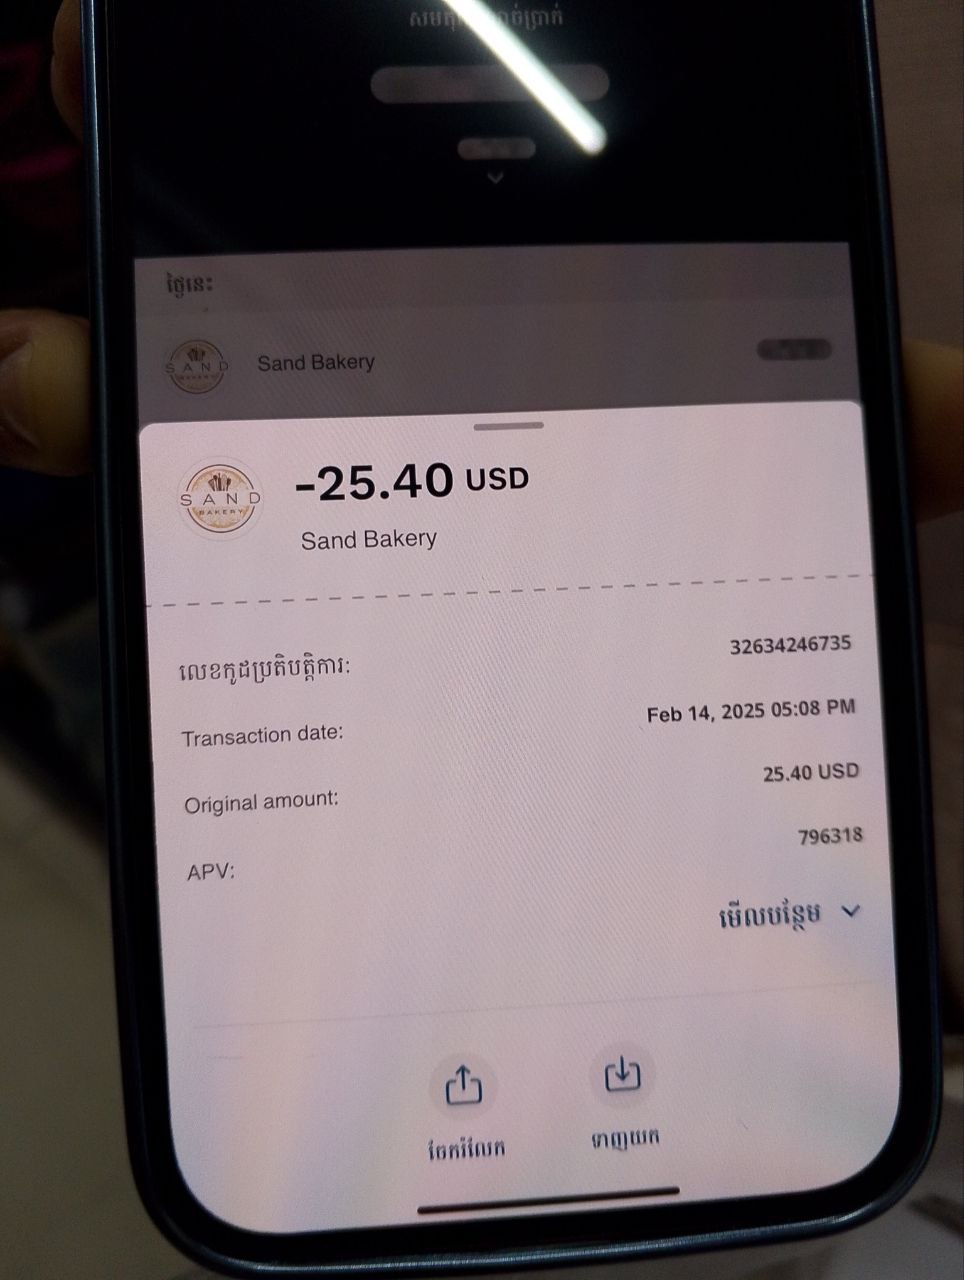 ថ្ងៃនេះ
SAND
BAKERY
Sand Bakery
SAND
BAKERY
-25.40 USD
Sand Bakery
លេខកូដប្រតិបត្តិការ:
32634246735
Transaction date:
Feb 14, 2025 05:08 PM
Original amount:
25.40 USD
APV:
796318
មើលបន្ថែម
ចែករំលែក
ទាញយក